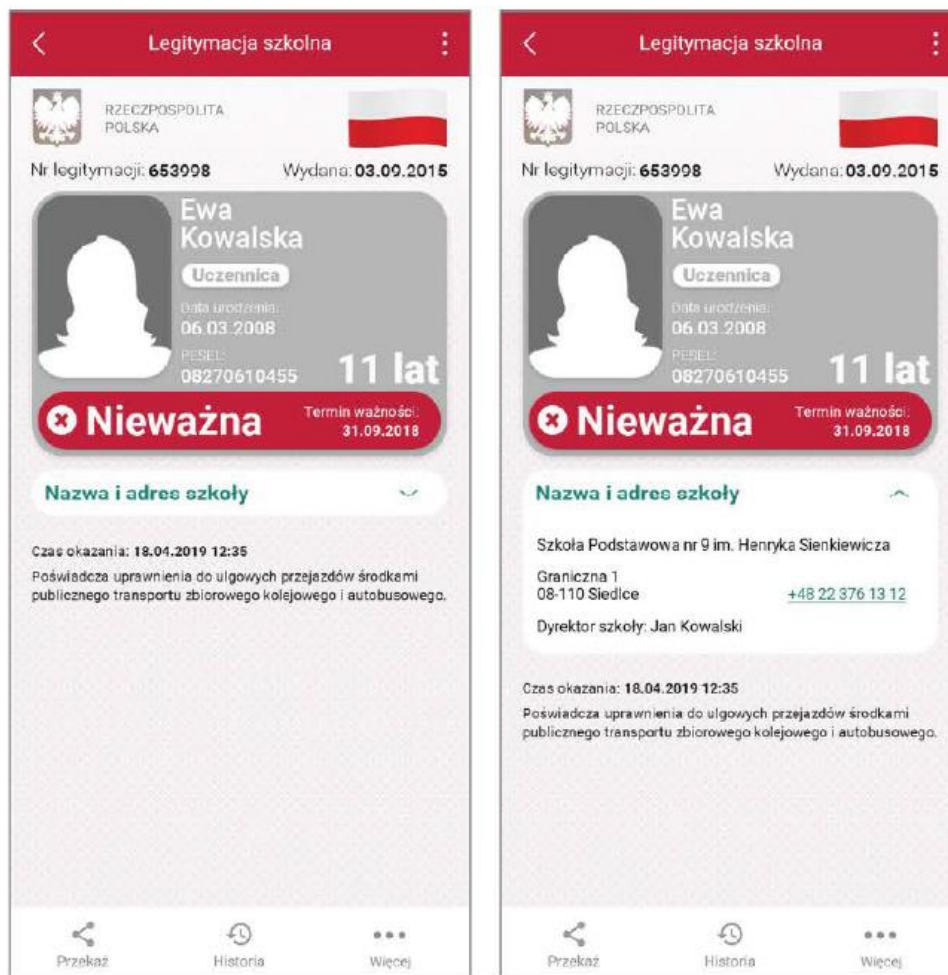 Legitymacja szkolna
RZECZPOSPOLITA
POLSKA
Nr legitymacji: 653998 Wydana: 03.09.2015
Ewa
Kowalska
Uczennica
Data urodzenia:
06.03.2008
PESEL:
08270610455
11 lat
Nieważna
Termin ważności:
31.09.2018
Nazwa i adres szkoły
Czas okazania: 18.04.2019 12:35
Poświadcza uprawnienia do ulgowych przejazdów środkami
publicznego transportu zbiorowego kolejowego i autobusowego.
Przekaż Historia Więcej
Legitymacja szkolna
RZECZPOSPOLITA
POLSKA
Nr legitymacji: 653998 Wydana: 03.09.2015
Ewa
Kowalska
Uczennica
Data urodzenia:
06.03.2008
PESEL:
08270610455
11 lat
Nieważna
Termin ważności:
31.09.2018
Nazwa i adres szkoły
Szkoła Podstawowa nr 9 im. Henryka Sienkiewicza
Graniczna 1
08-110 Siedlce +48 22 376 13 12
Dyrektor szkoły: Jan Kowalski
Czas okazania: 18.04.2019 12:35
Poświadcza uprawnienia do ulgowych przejazdów środkami
publicznego transportu zbiorowego kolejowego i autobusowego.
Przekaż Historia Więcej